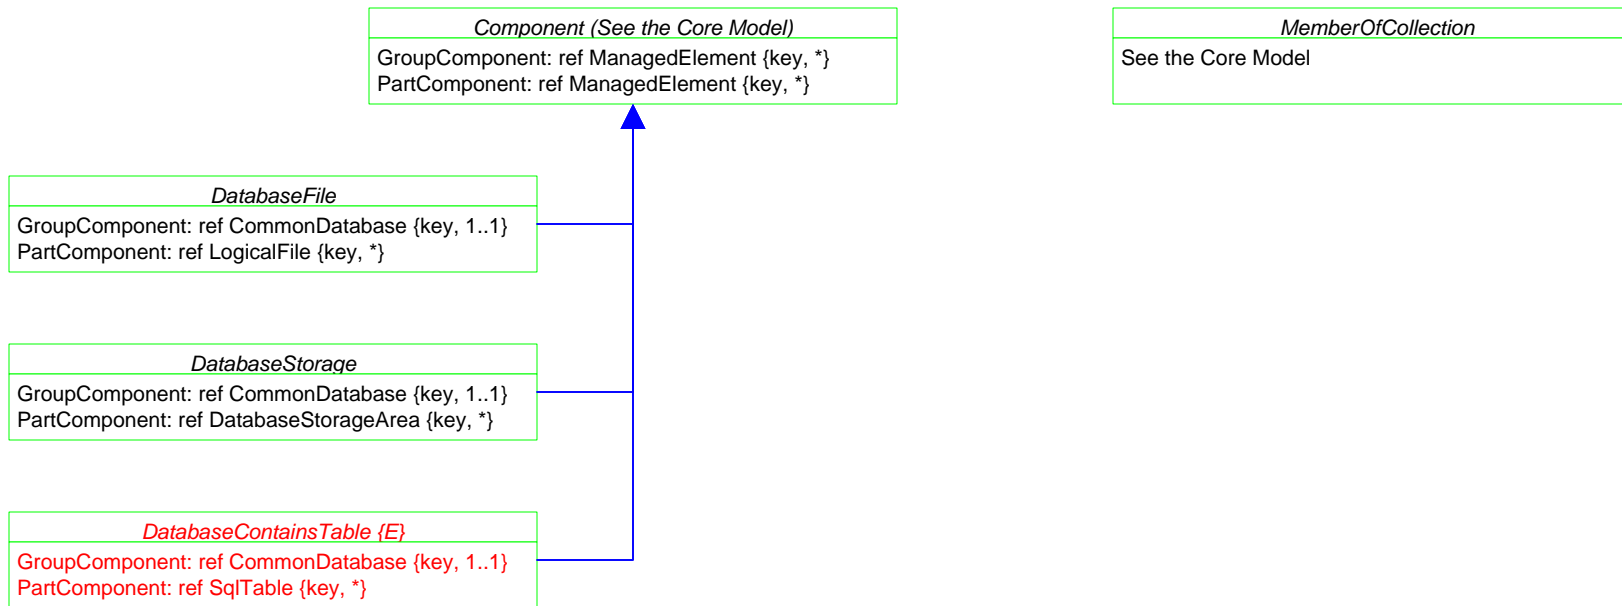 Component (See the Core Model)
GroupComponent: ref ManagedElement {key, *}
PartComponent: ref ManagedElement {key, *}
MemberOfCollection
See the Core Model
DatabaseFile
GroupComponent: ref CommonDatabase {key, 1..1}
PartComponent: ref LogicalFile {key, *}
DatabaseStorage
GroupComponent: ref CommonDatabase {key, 1..1}
PartComponent: ref DatabaseStorageArea {key, *}
DatabaseContainsTable {E}
GroupComponent: ref CommonDatabase {key, 1..1}
PartComponent: ref SqlTable {key, *}